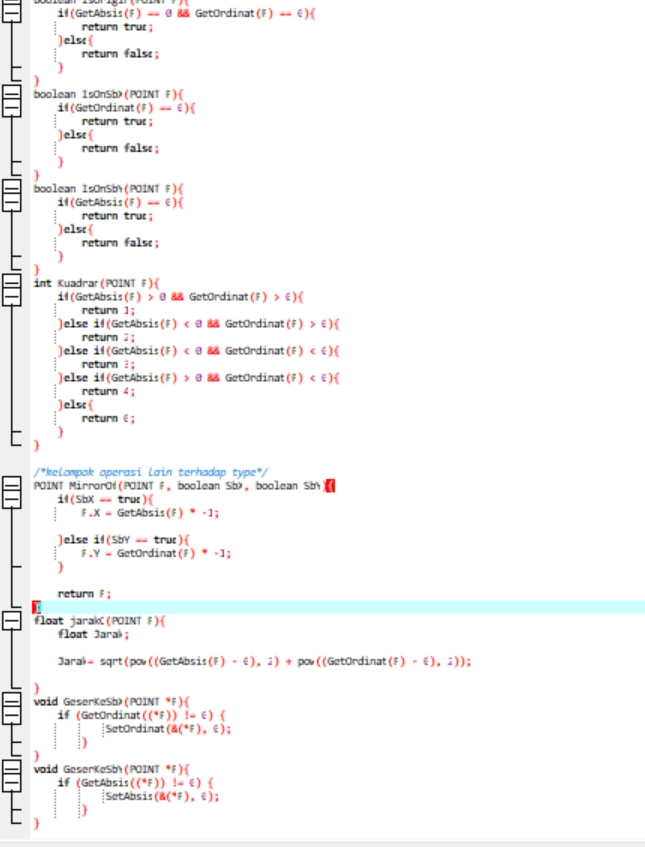 boolean IsOrigin(POINT F){
if(GetAbsis(F) == 0 && GetOrdinat(F) == 0){
return true;
}else{
return false;
}
}
boolean IsOnSbX(POINT F){
if(GetOrdinat(F) == 0){
return true;
}else{
return false;
}
}
boolean IsOnSbY(POINT F){
if(GetAbsis(F) == 0){
return true;
}else{
return false;
}
}
int Kuadran(POINT F){
if(GetAbsis(F) > 0 && GetOrdinat(F) > 0){
return 1;
}else if(GetAbsis(F) < 0 && GetOrdinat(F) > 0){
return 2;
}else if(GetAbsis(F) < 0 && GetOrdinat(F) < 0){
return 3;
}else if(GetAbsis(F) > 0 && GetOrdinat(F) < 0){
return 4;
}else{
return 0;
}
}
/*kelompok operasi lain terhadap type*/
POINT MirrorOf(POINT F, boolean SbX, boolean SbY){
if(SbX == true){
F.X = GetAbsis(F) * -1;
}else if(SbY == true){
F.Y = GetOrdinat(F) * -1;
}
return F;
}
float jarak0(POINT F){
float Jarak;
Jarak= sqrt(pow((GetAbsis(F) - 0), 2) + pow((GetOrdinat(F) - 0), 2));
}
void GeserKeSbX(POINT *F){
if (GetOrdinat((*F)) != 0) {
SetOrdinat(&(*F), 0);
}
}
void GeserKeSbY(POINT *F){
if (GetAbsis((*F)) != 0) {
SetAbsis(&(*F), 0);
}
}